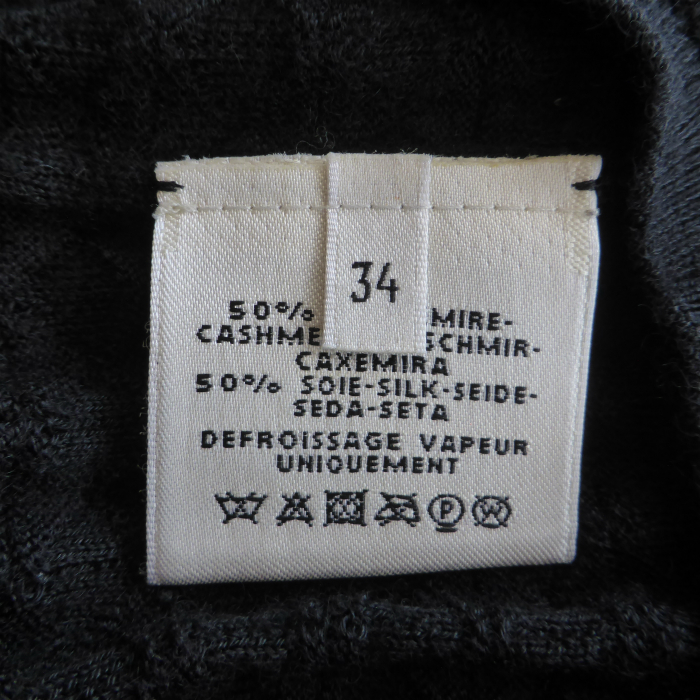 34
50% MIRE-
CASHME SCHMIR-
CAXEMIRA
50% SOIE-SILK-SEIDE-
SEDA-SETA
DEFROISSAGE VAPEUR
UNIQUEMENT
P W